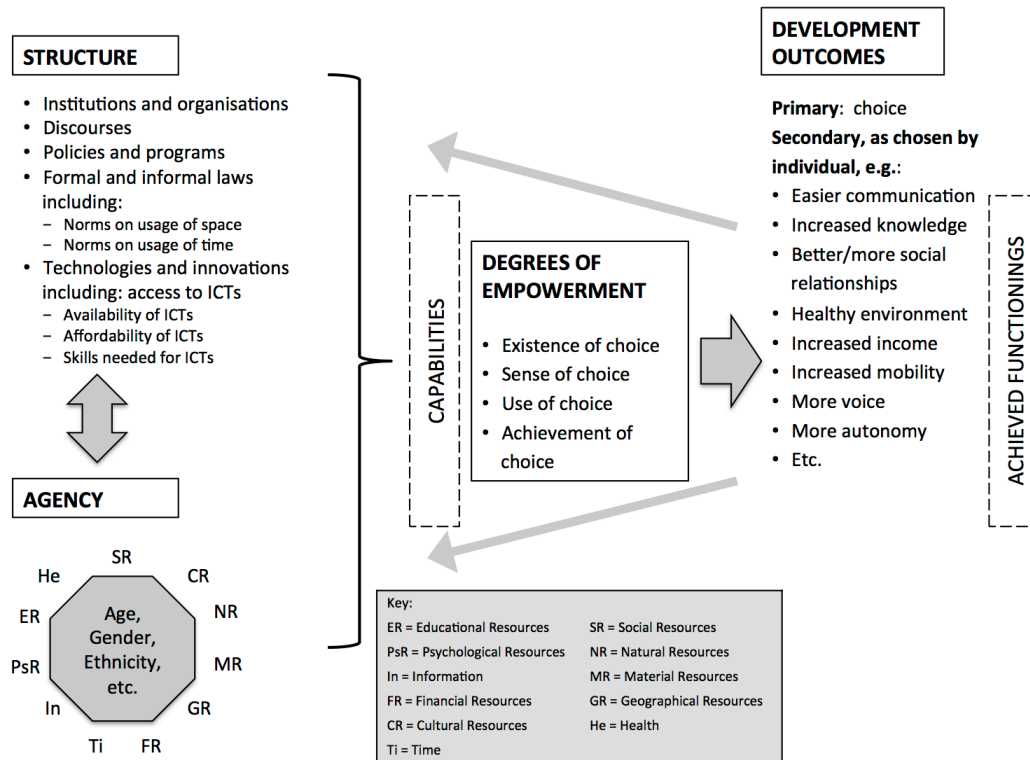 STRUCTURE
• Institutions and organisations
• Discourses
• Policies and programs
• Formal and informal laws
including:
– Norms on usage of space
– Norms on usage of time
• Technologies and innovations
including: access to ICTs
– Availability of ICTs
– Affordability of ICTs
– Skills needed for ICTs
AGENCY
SR
He
CR
ER
NR
PsR
MR
In
GR
Ti
FR
Age,
Gender,
Ethnicity,
etc.
CAPABILITIES
DEGREES OF
EMPOWERMENT
• Existence of choice
• Sense of choice
• Use of choice
• Achievement of
choice
DEVELOPMENT
OUTCOMES
Primary: choice
Secondary, as chosen by
individual, e.g.:
• Easier communication
• Increased knowledge
• Better/more social
relationships
• Healthy environment
• Increased income
• Increased mobility
• More voice
• More autonomy
• Etc.
ACHIEVED FUNCTIONINGS
Key:
ER = Educational Resources
PsR = Psychological Resources
In = Information
FR = Financial Resources
CR = Cultural Resources
Ti = Time
SR = Social Resources
NR = Natural Resources
MR = Material Resources
GR = Geographical Resources
He = Health